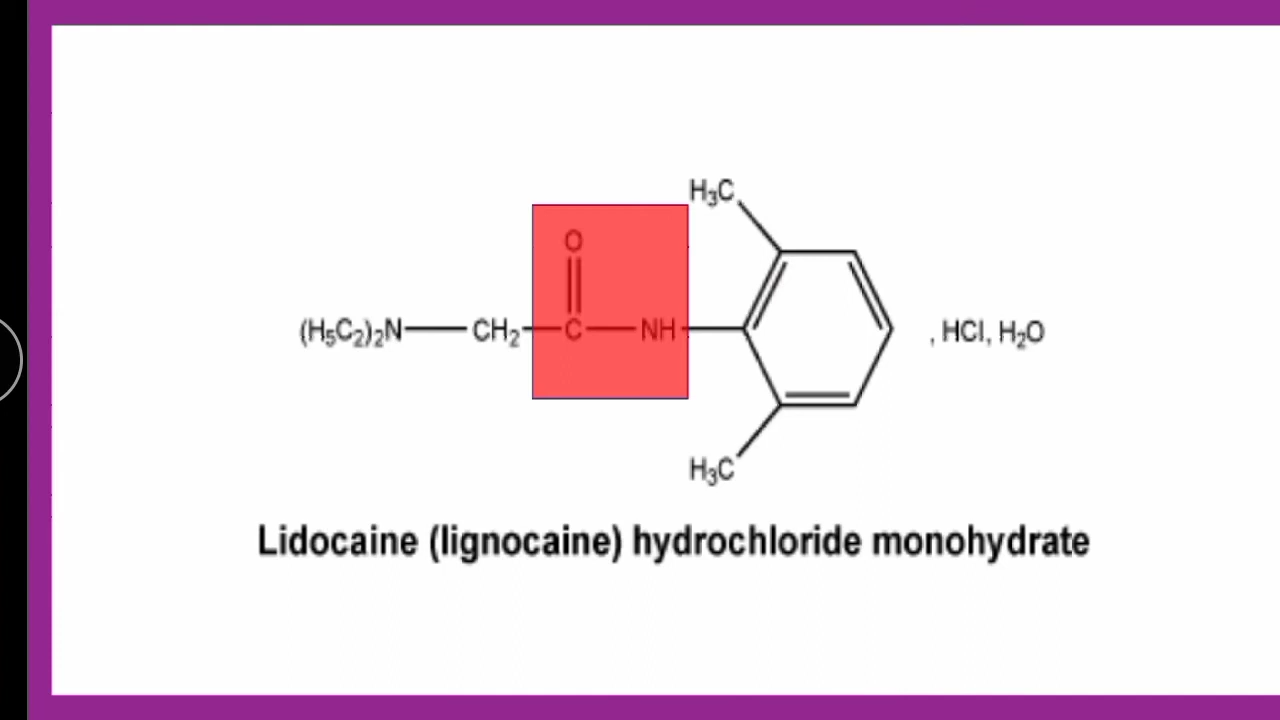 H₃C
O
(H₅C₂)₂N CH₂ C NH , HCl, H₂O
H₃C
Lidocaine (lignocaine) hydrochloride monohydrate